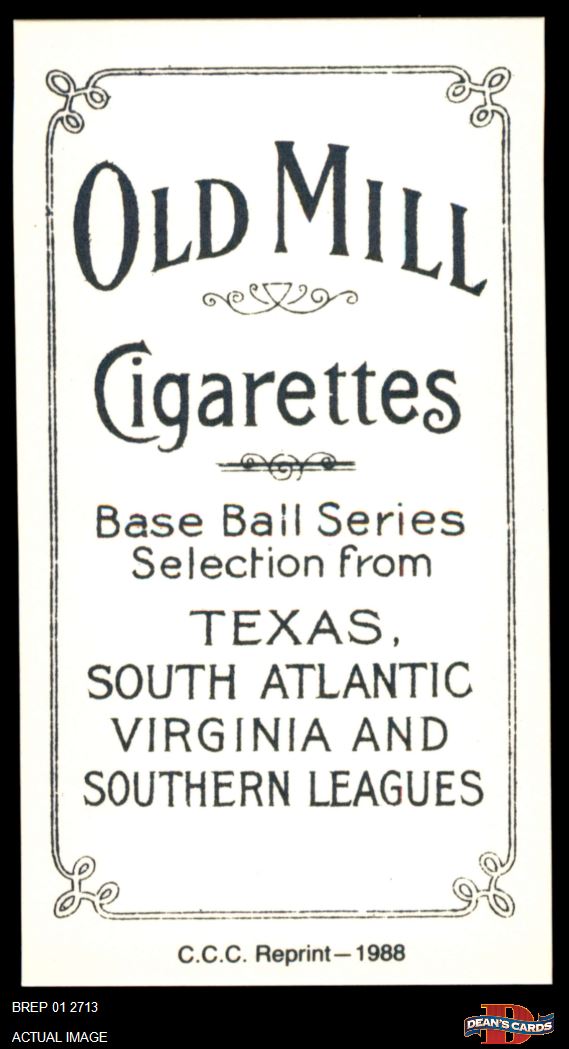 OLD MILL
Cigarettes
Base Ball Series
Selection from
TEXAS,
SOUTH ATLANTIC
VIRGINIA AND
SOUTHERN LEAGUES
C.C.C. Reprint—1988
BREP 01 2713
ACTUAL IMAGE
D
DEAN'S CARDS